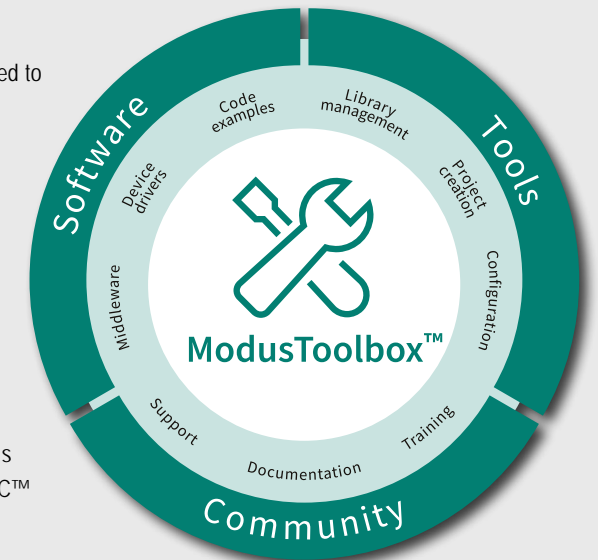 ed to
Software
Tools
Community
Code
examples
Library
management
Device
drivers
Project
creation
Middleware
Configuration
ModusToolbox™
Support
Training
Documentation
s
C™